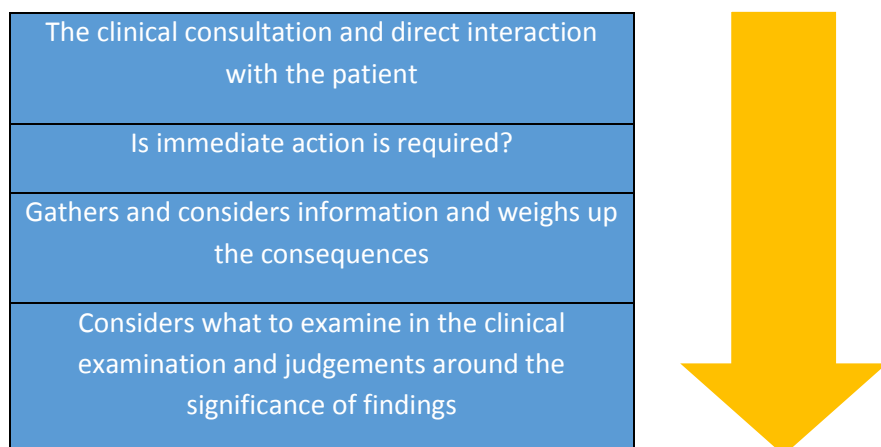 The clinical consultation and direct interaction
with the patient
Is immediate action is required?
Gathers and considers information and weighs up
the consequences
Considers what to examine in the clinical
examination and judgements around the
significance of findings